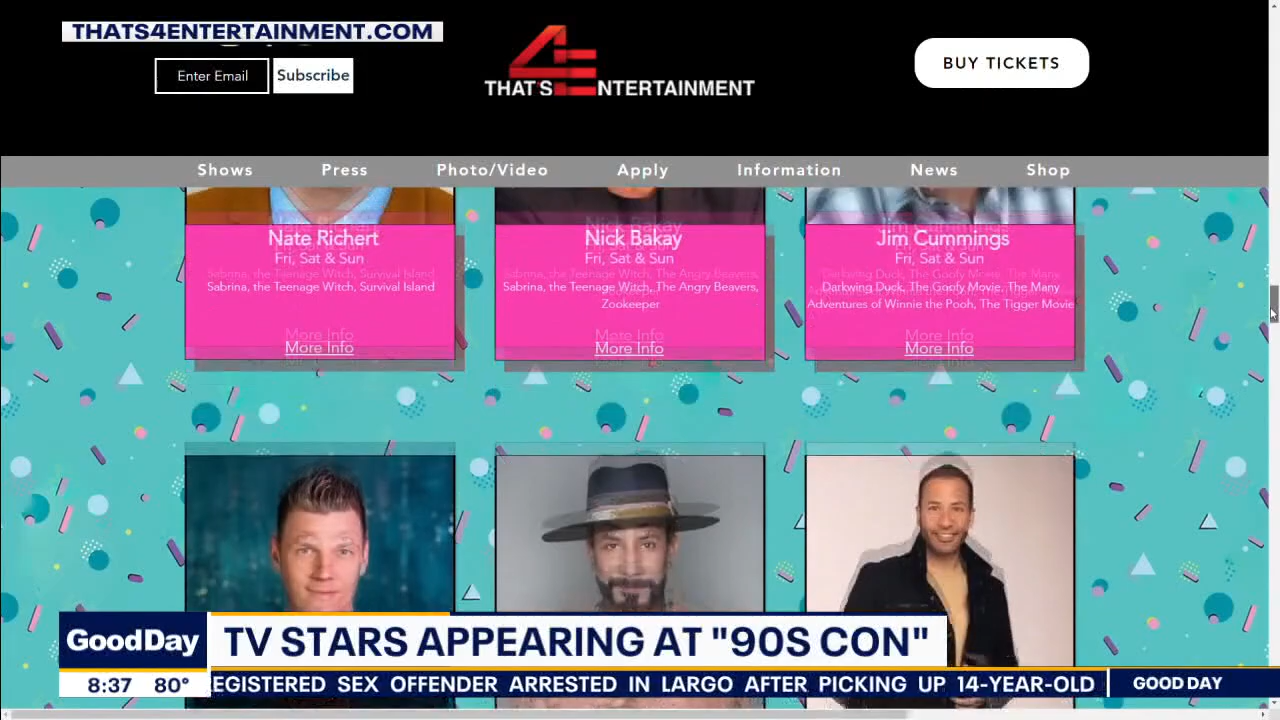 THATS4ENTERTAINMENT.COM
Enter Email
Subscribe
4E
THAT'S ENTERTAINMENT
BUY TICKETS
Shows
Press
Photo/Video
Apply
Information
News
Shop
Nate Richert
Fri, Sat & Sun
Sabrina, the Teenage Witch, Survival Island
More Info
Nick Bakay
Fri, Sat & Sun
Sabrina, the Teenage Witch, The Angry Beavers,
Zookeeper
More Info
Jim Cummings
Fri, Sat & Sun
Darkwing Duck, The Goofy Movie, The Many
Adventures of Winnie the Pooh, The Tigger Movie
More Info
GoodDay
TV STARS APPEARING AT "90S CON"
8:37 80°
EGISTERED SEX OFFENDER ARRESTED IN LARGO AFTER PICKING UP 14-YEAR-OLD
GOOD DAY